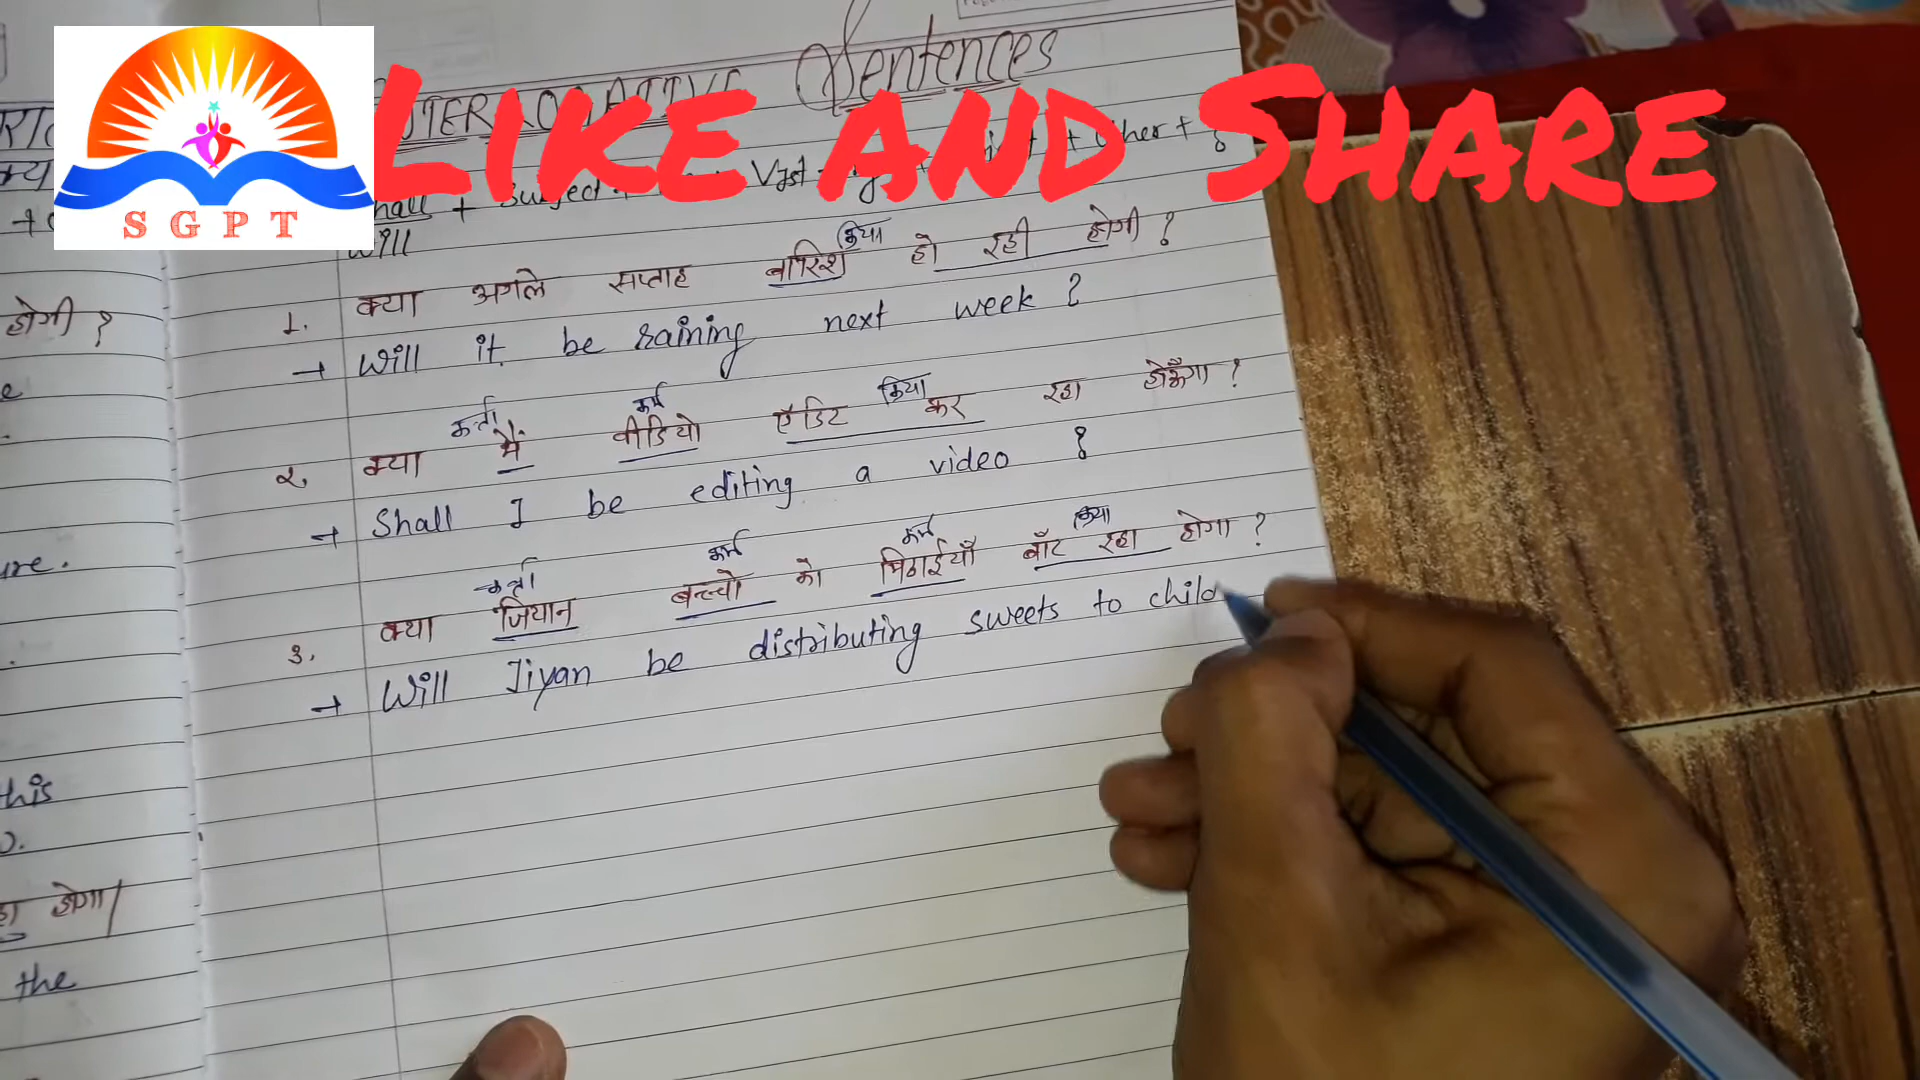 Like and Share
SGPT
Sentences
Will
1. क्या अगले सप्ताह बारिश हो रही होगी ?
क्रिया
→ Will it be raining next week ?
कर्त्ता कर्म क्रिया
2. क्या मैं वीडियो एडिट कर रहा होऊँगा ?
→ Shall I be editing a video ?
कर्त्ता कर्म कर्म क्रिया
3. क्या जियान बच्चो को मिठाईयाँ बाँट रहा होगा ?
→ Will Jiyan be distributing sweets to child
होगी ?
this
होगा।
the